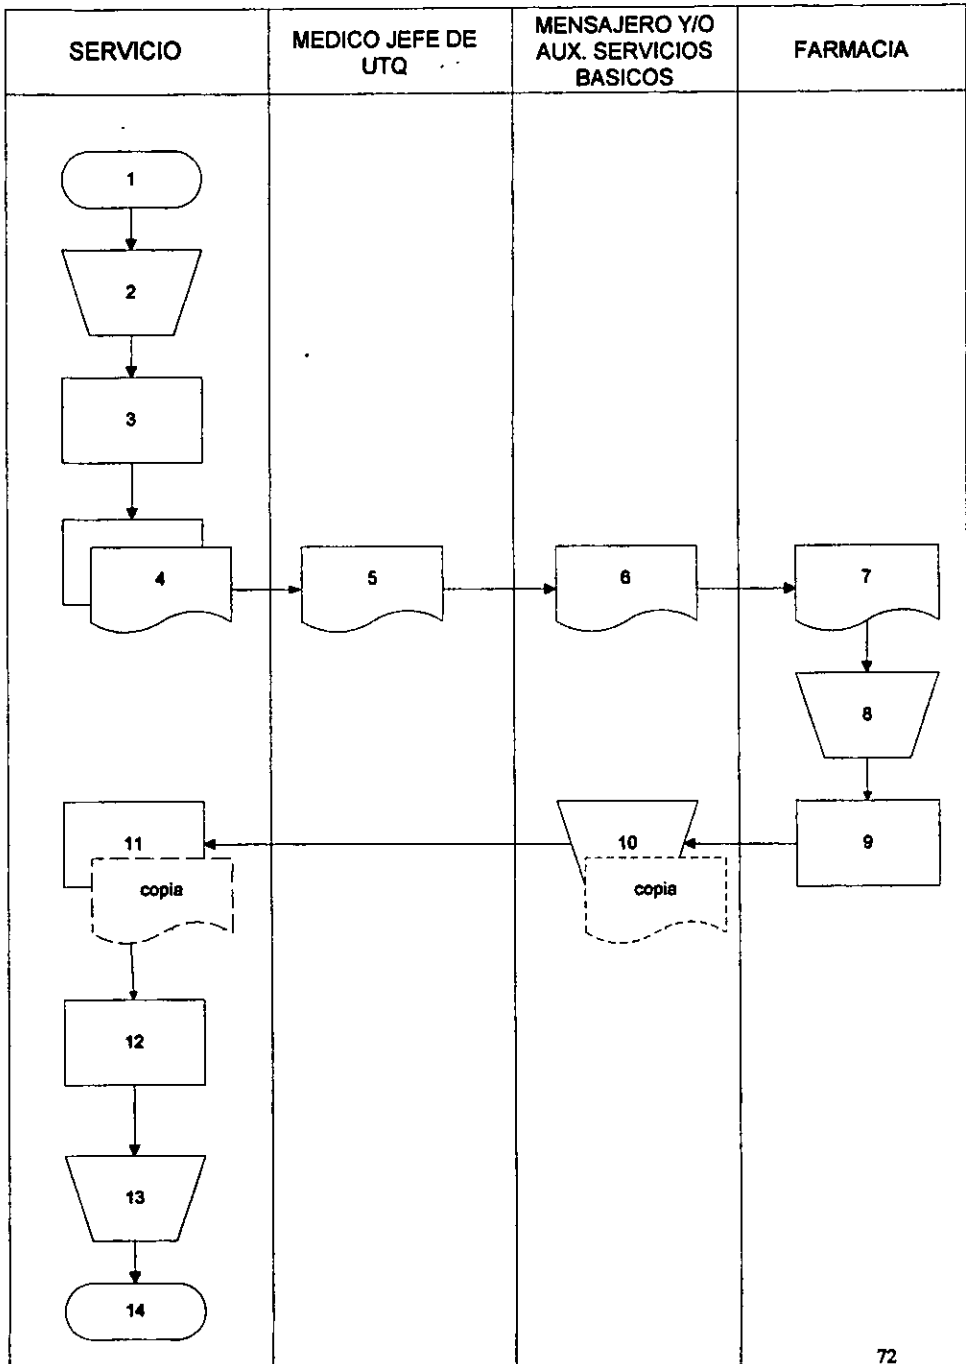 SERVICIO
MEDICO JEFE DE
UTQ
MENSAJERO Y/O
AUX. SERVICIOS
BASICOS
FARMACIA
1
2
3
4
5
6
7
8
9
10
copia
11
copia
12
13
14
72